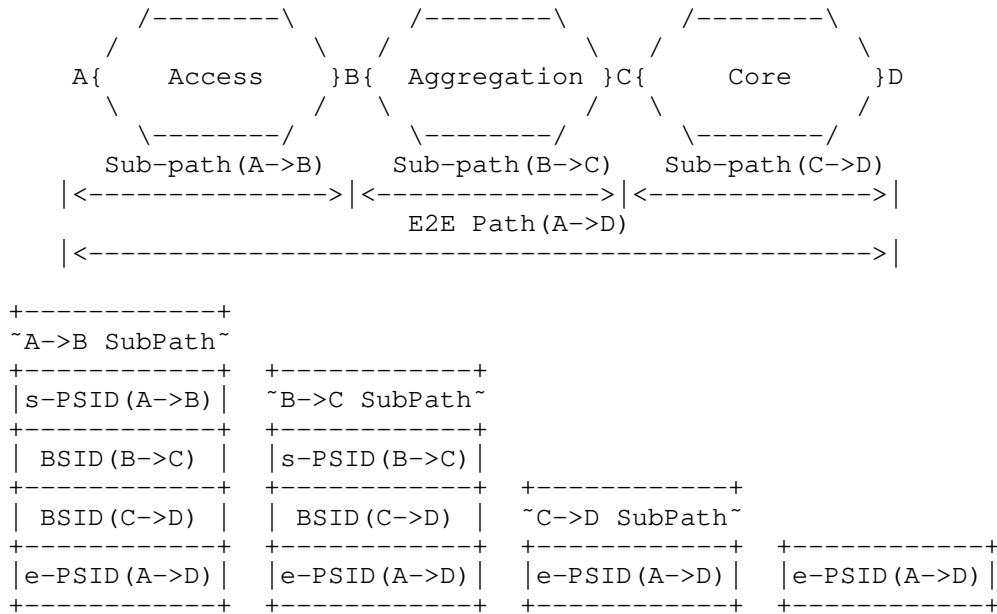 /--------\ /--------\ /--------\
/ \ / \ / \
A{ Access }B{ Aggregation }C{ Core }D
\ / \ / \ /
\--------/ \--------/ \--------/
Sub-path(A->B) Sub-path(B->C) Sub-path(C->D)
|<--------------->|<-------------->|<-------------->|
E2E Path(A->D)
|<------------------------------------------------->|
+------------+
~A->B SubPath~
+------------+ +------------+
|s-PSID(A->B)| ~B->C SubPath~
+------------+ +------------+
| BSID(B->C) | |s-PSID(B->C)|
+------------+ +------------+ +------------+
| BSID(C->D) | | BSID(C->D) | ~C->D SubPath~
+------------+ +------------+ +------------+ +------------+
|e-PSID(A->D)| |e-PSID(A->D)| |e-PSID(A->D)| |e-PSID(A->D)|
+------------+ +------------+ +------------+ +------------+